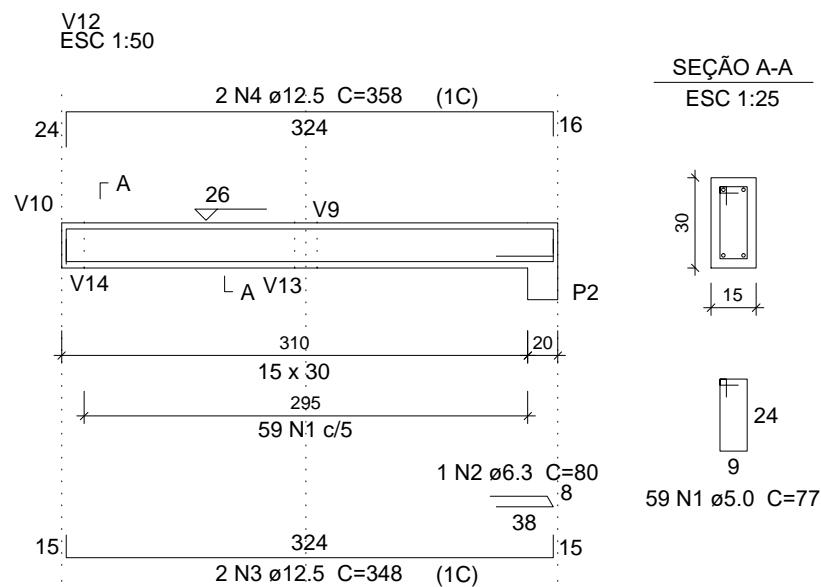 V12
ESC 1:50
SEÇÃO A-A
ESC 1:25
2 N4 ø12.5 C=358 (1C)
24
324
16
A
26
V10
V9
30
V14
A
V13
P2
15
310
20
15 x 30
295
59 N1 c/5
24
9
59 N1 ø5.0 C=77
1 N2 ø6.3 C=80
8
38
15
324
15
2 N3 ø12.5 C=348 (1C)